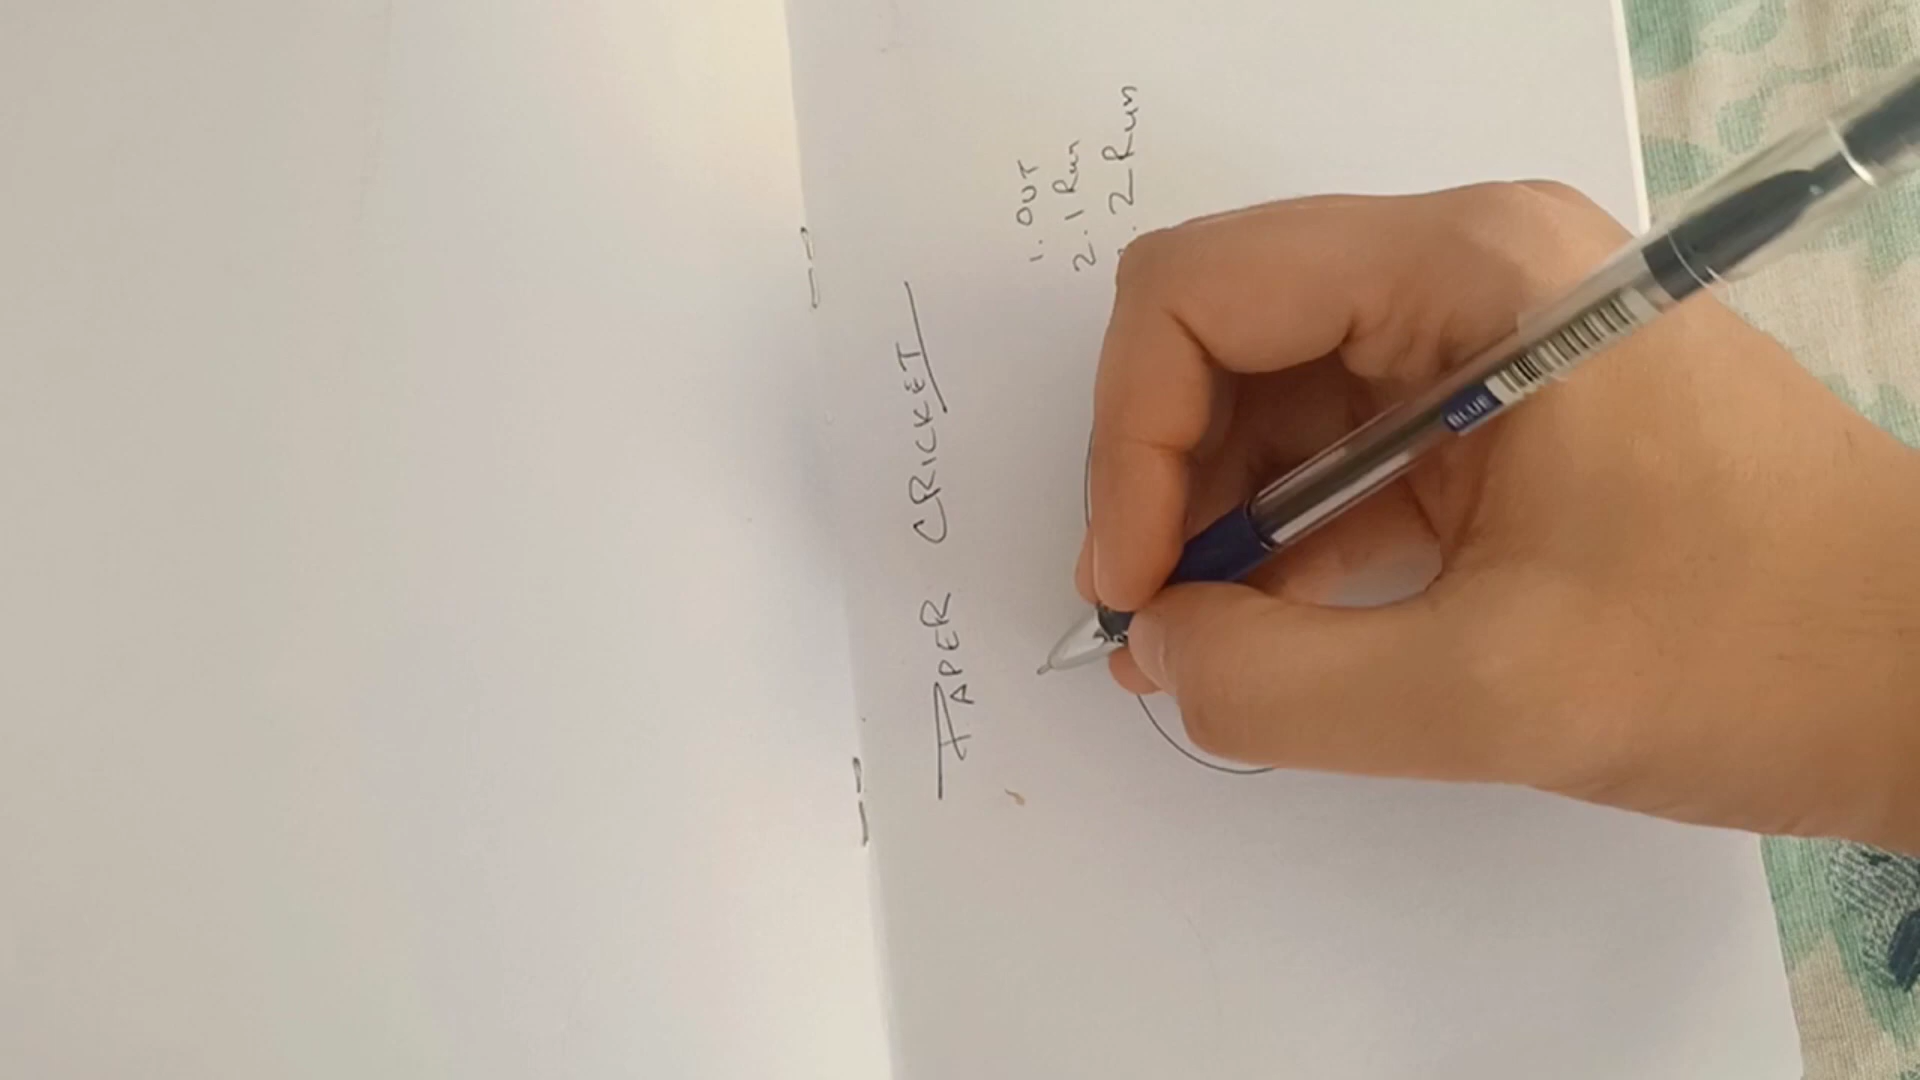 PAPER CRICKET
1. OUT
2. 1 Run
. 2 Run
BLUE